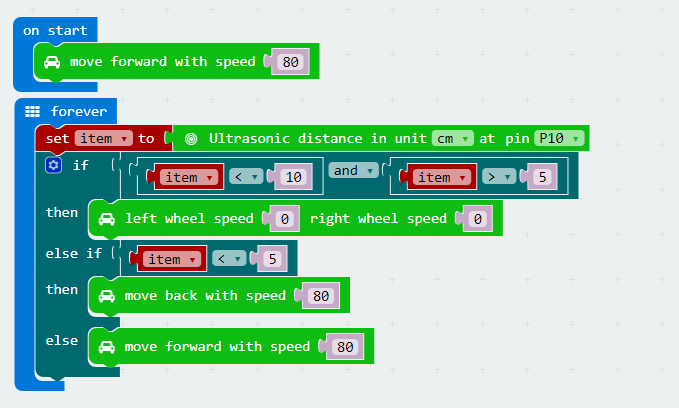 on start
move forward with speed 80
forever
set item to Ultrasonic distance in unit cm at pin P10
if item < 10 and item > 5
then left wheel speed 0 right wheel speed 0
else if item < 5
then move back with speed 80
else move forward with speed 80